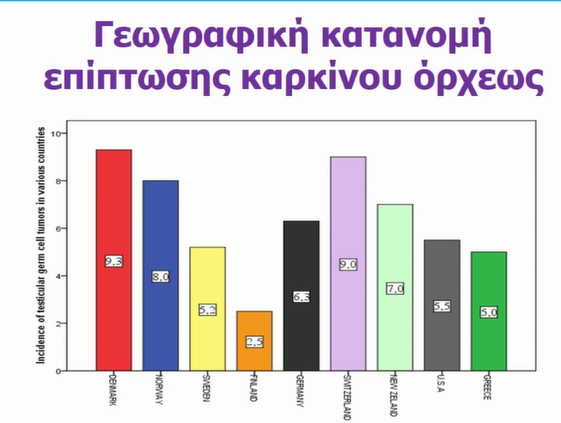 Γεωγραφική κατανομή
επίπτωσης καρκίνου όρχεως
Incidence of testicular germ cell tumors in various countries
10
8
6
4
2
0
9,3
8,0
5,2
2,5
6,3
9,0
7,0
5,5
5,0
DENMARK
NORWAY
SWEDEN
FINLAND
GERMANY
SWITZERLAND
NEW ZELAND
U.S.A
GREECE